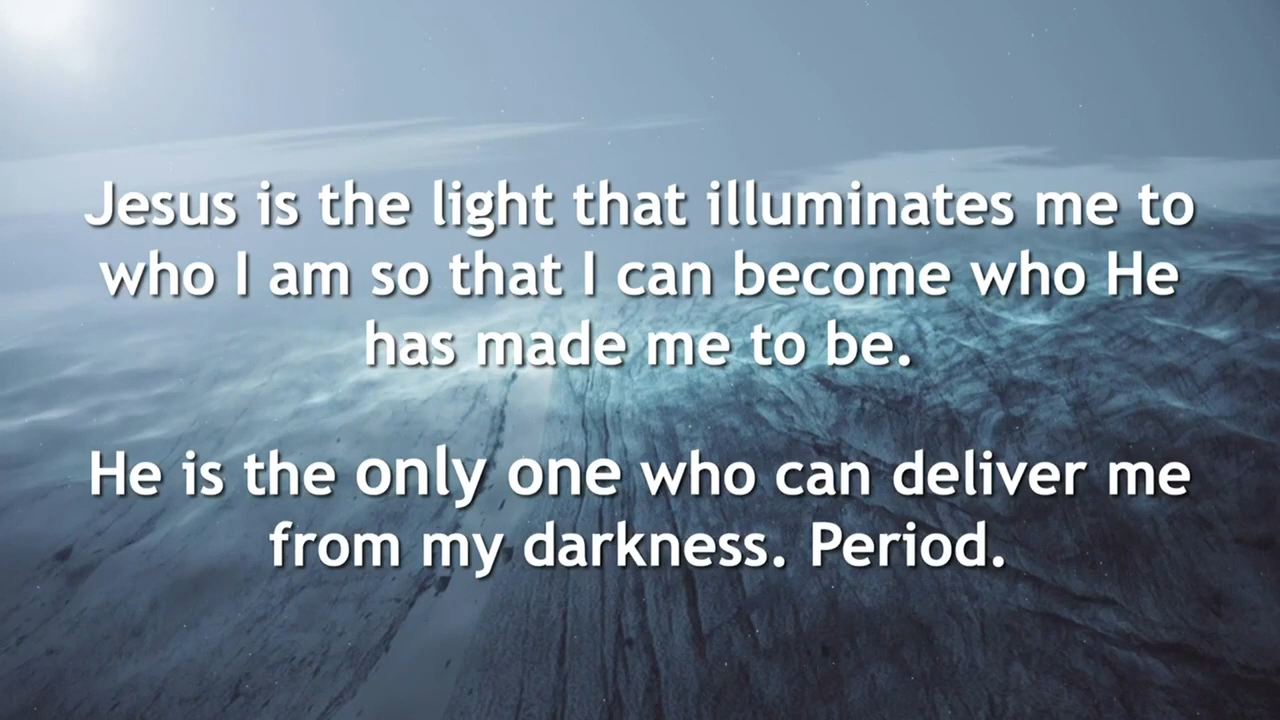 Jesus is the light that illuminates me to
who I am so that I can become who He
has made me to be.
He is the only one who can deliver me
from my darkness. Period.